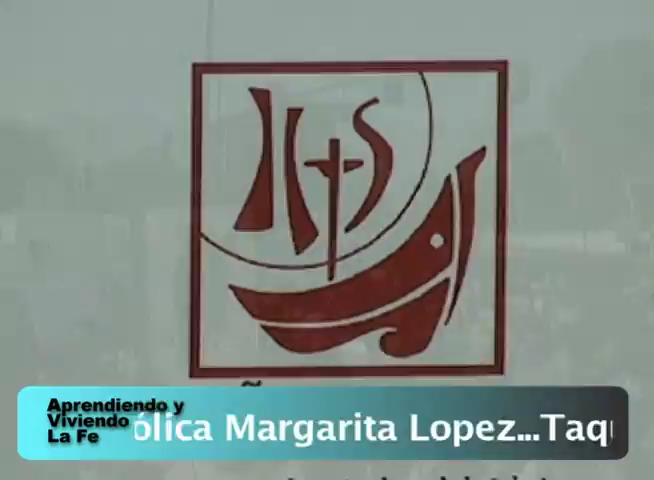 IHS
Aprendiendo y
Viviendo
La Fe
ólica Margarita Lopez...Taq